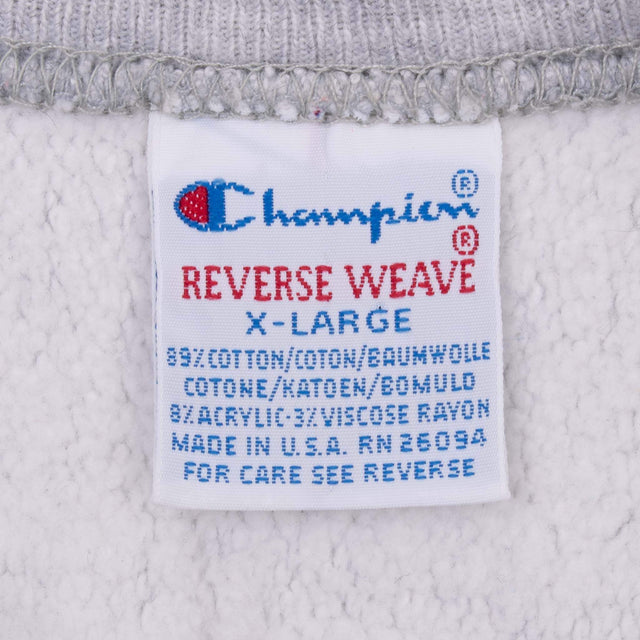 Champion®
REVERSE WEAVE®
X-LARGE
89% COTTON/COTON/BAUMWOLLE
COTONE/KATOEN/BOMULD
8% ACRYLIC·3% VISCOSE RAYON
MADE IN U.S.A. RN 26094
FOR CARE SEE REVERSE